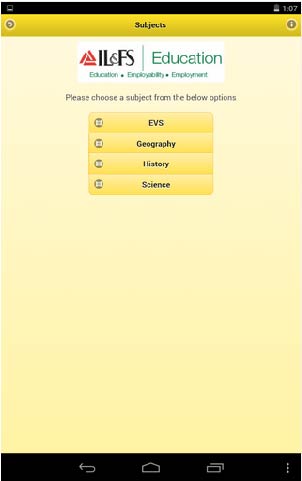 1:07
Subjects
IL&FS Education
Education • Employability • Employment
Please choose a subject from the below options
EVS
Geography
History
Science